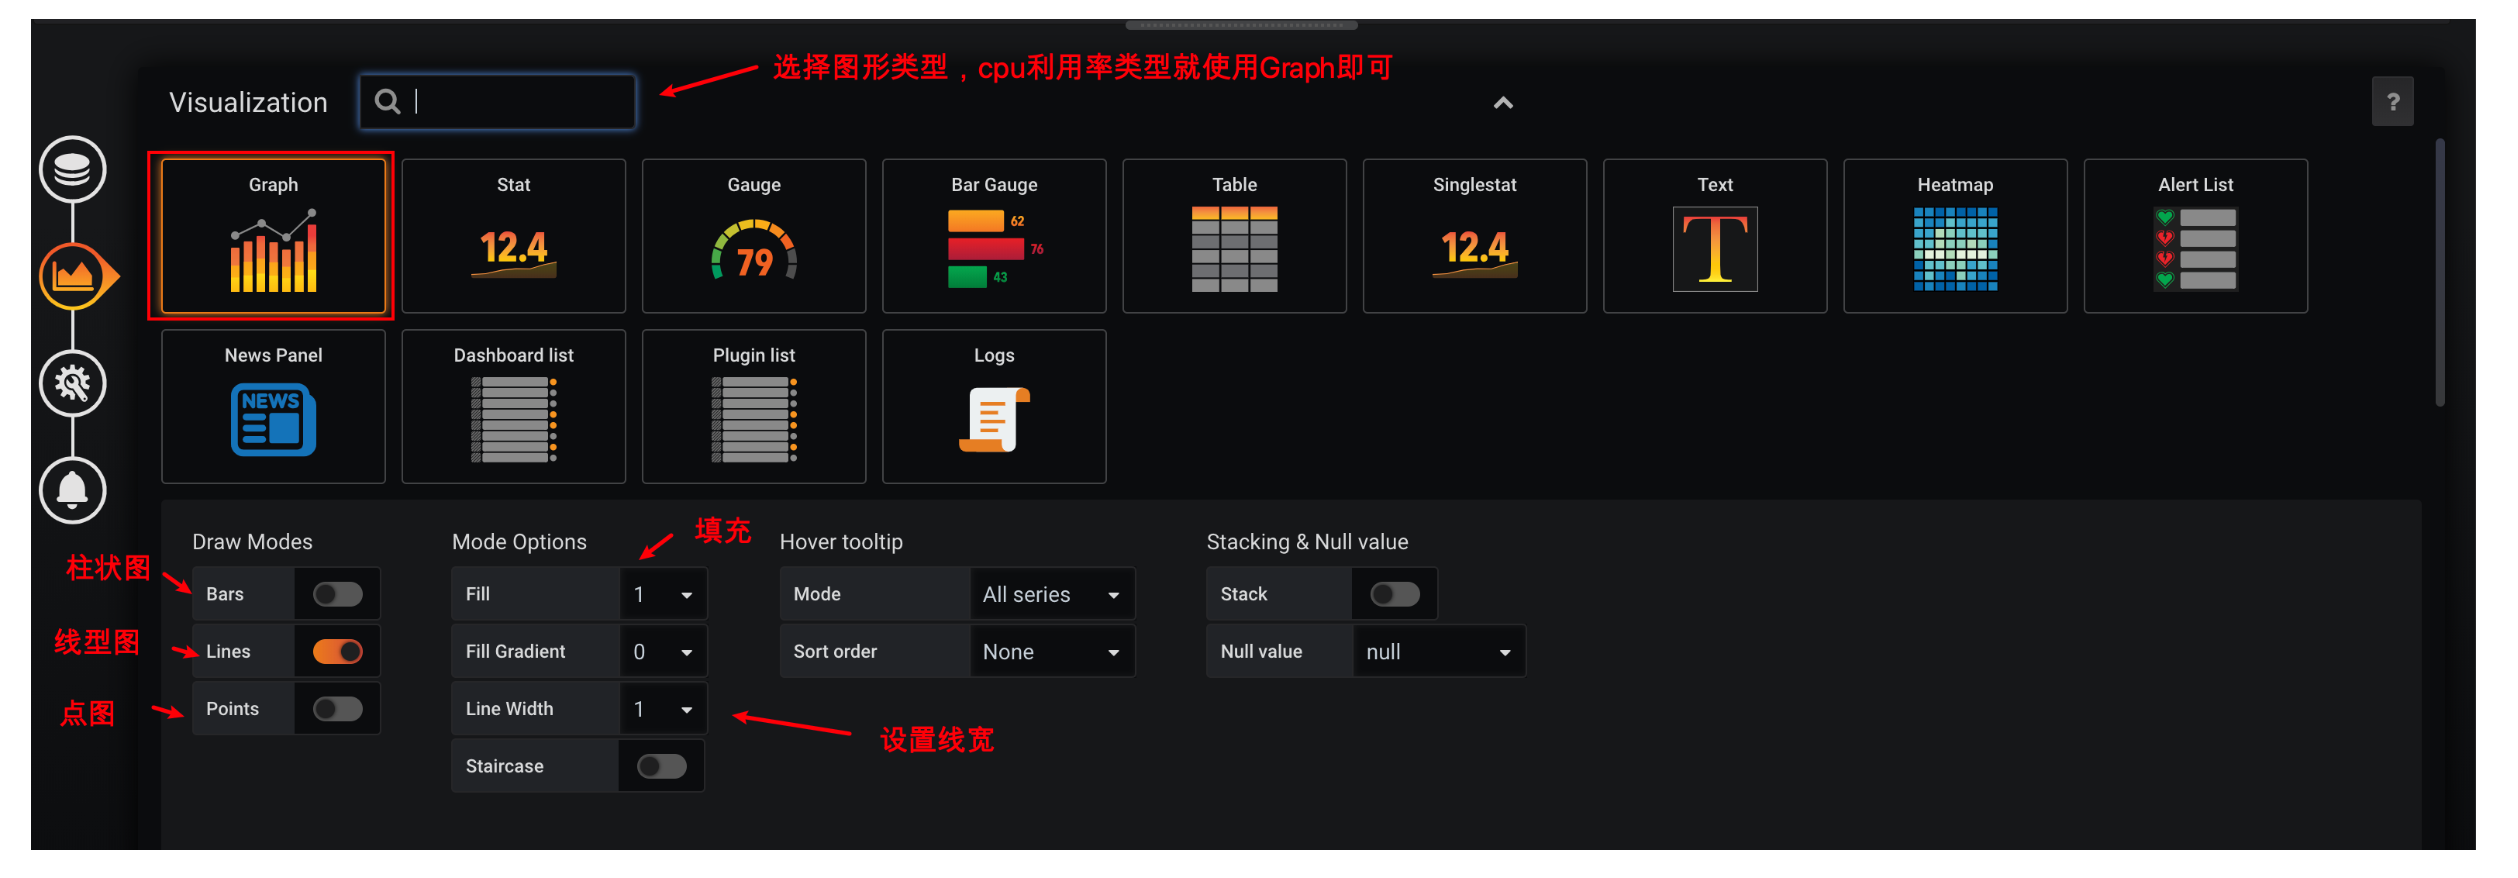 选择图形类型，cpu利用率类型就使用Graph即可
Visualization
?
Graph
Stat
12.4
Gauge
79
Bar Gauge
62
76
43
Table
Singlestat
12.4
Text
T
Heatmap
Alert List
News Panel
NEWS
Dashboard list
Plugin list
Logs
Draw Modes
柱状图
Bars
线型图
Lines
点图
Points
Mode Options
填充
Fill 1
Fill Gradient 0
Line Width 1
设置线宽
Staircase
Hover tooltip
Mode All series
Sort order None
Stacking & Null value
Stack
Null value null